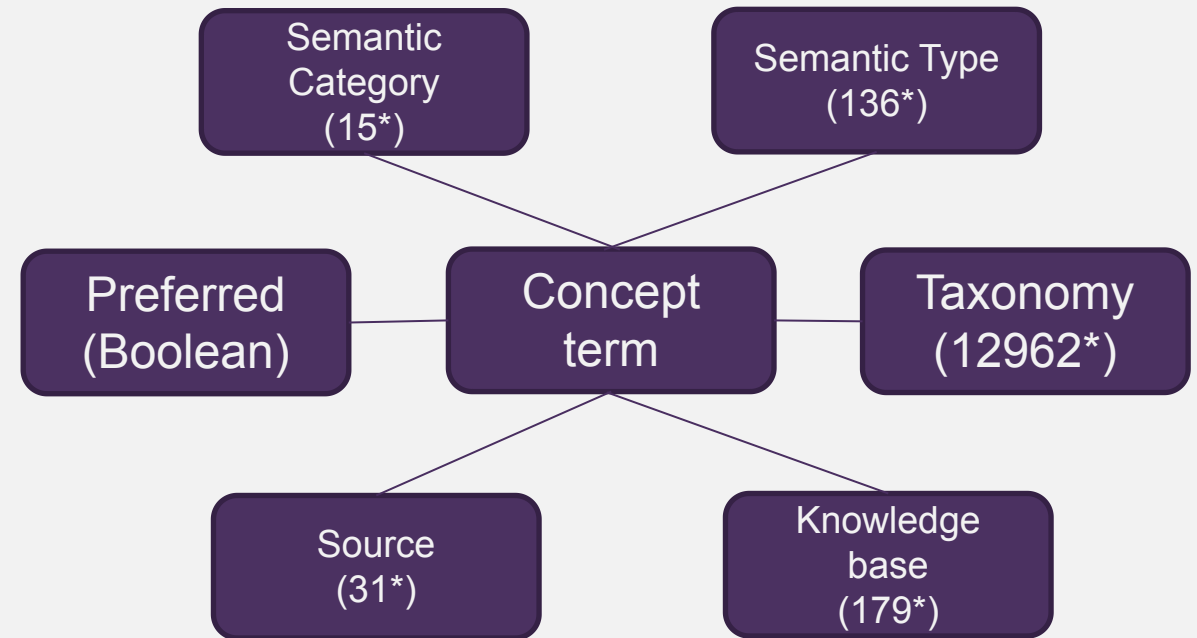 Semantic
Category
(15*)
Semantic Type
(136*)
Preferred
(Boolean)
Concept
term
Taxonomy
(12962*)
Source
(31*)
Knowledge
base
(179*)